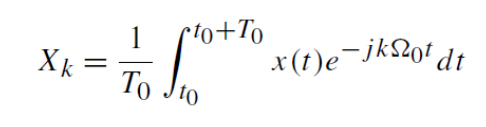 X_k = \frac{1}{T_0} \int_{t_0}^{t_0+T_0} x(t)e^{-jk\Omega_0 t} dt